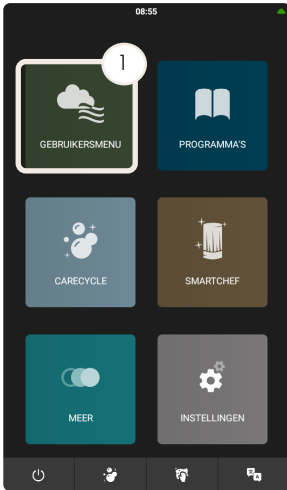 08:55
1
GEBRUIKERSMENU
PROGRAMMA'S
CARECYCLE
SMARTCHEF
MEER
INSTELLINGEN